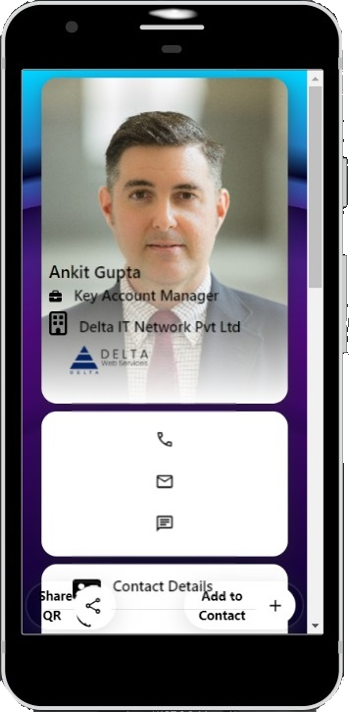 Ankit Gupta
Key Account Manager
Delta IT Network Pvt Ltd
DELTA
Web Services
DELTA
Contact Details
Share
QR
Add to
Contact